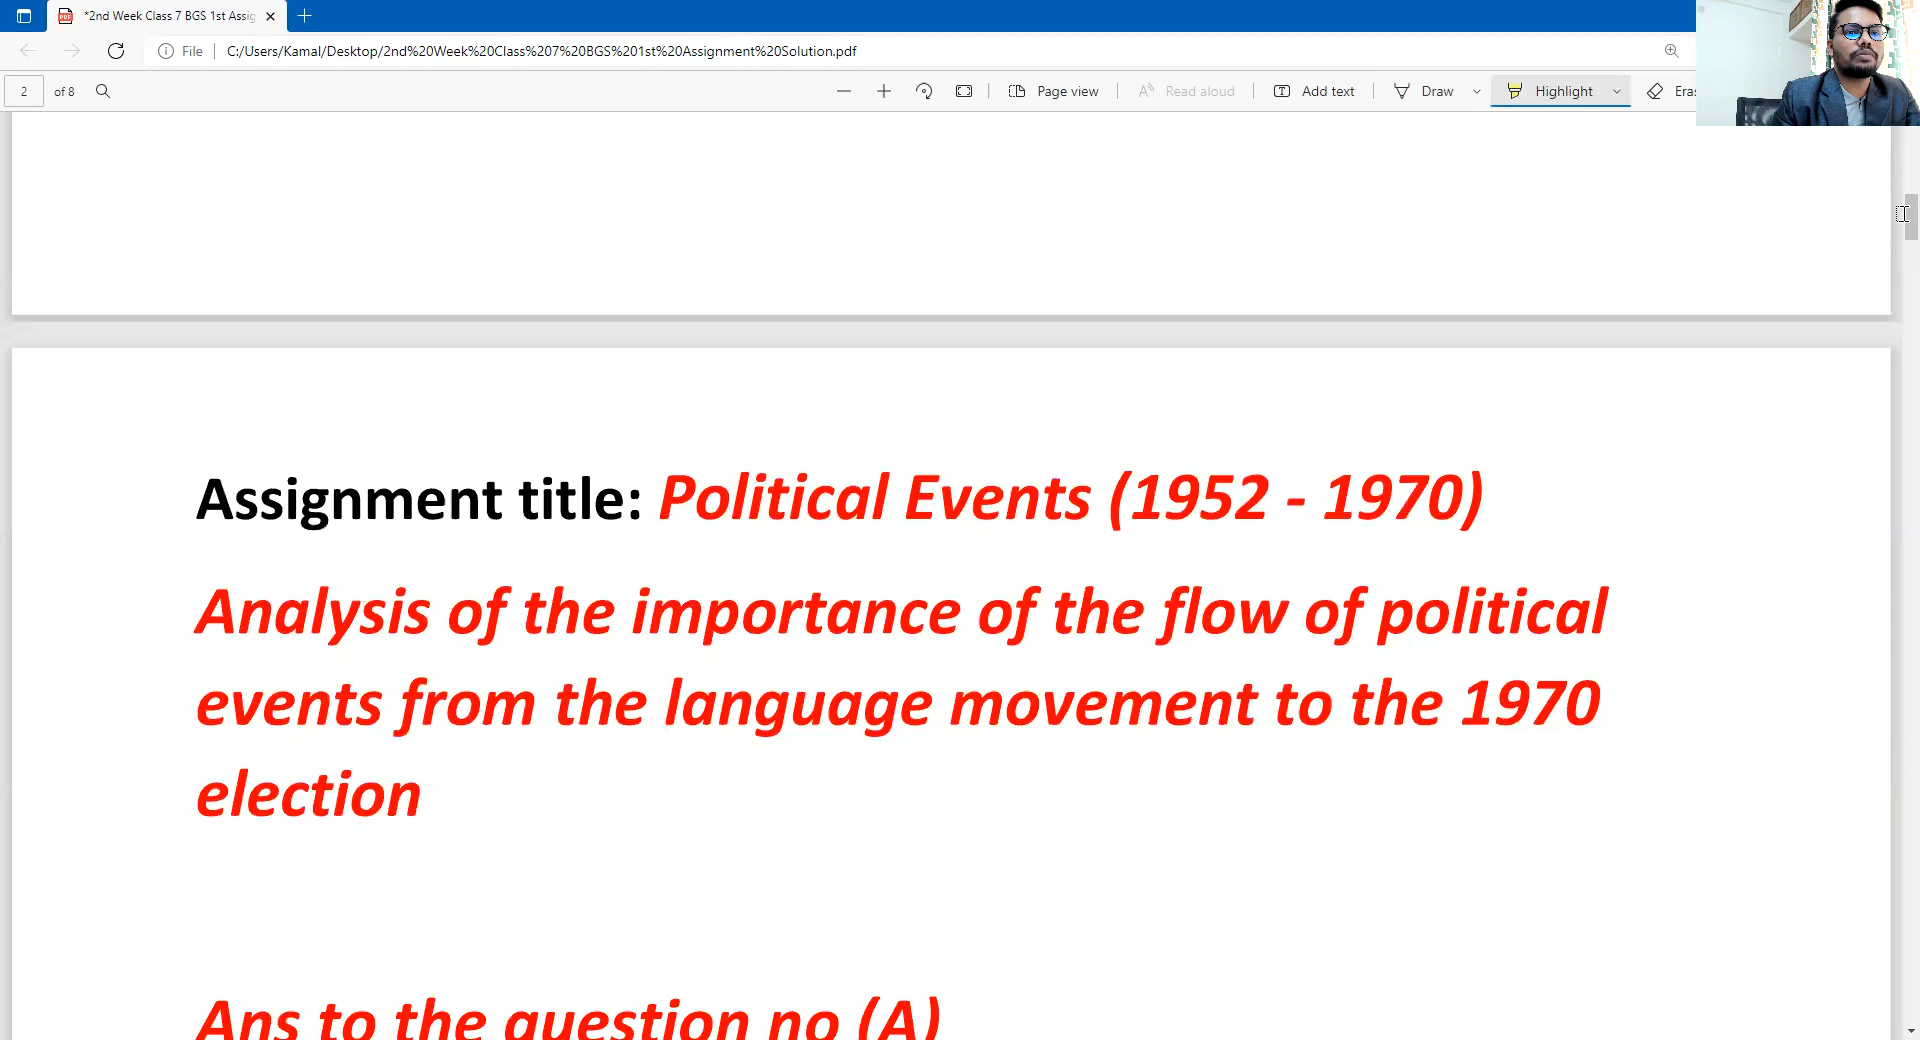 *2nd Week Class 7 BGS 1st Assig
File
C:/Users/Kamal/Desktop/2nd%20Week%20Class%207%20BGS%201st%20Assignment%20Solution.pdf
2 of 8
Page view
Read aloud
Add text
Draw
Highlight
Eras
Assignment title: Political Events (1952 - 1970)
Analysis of the importance of the flow of political
events from the language movement to the 1970
election
Ans to the question no (A)